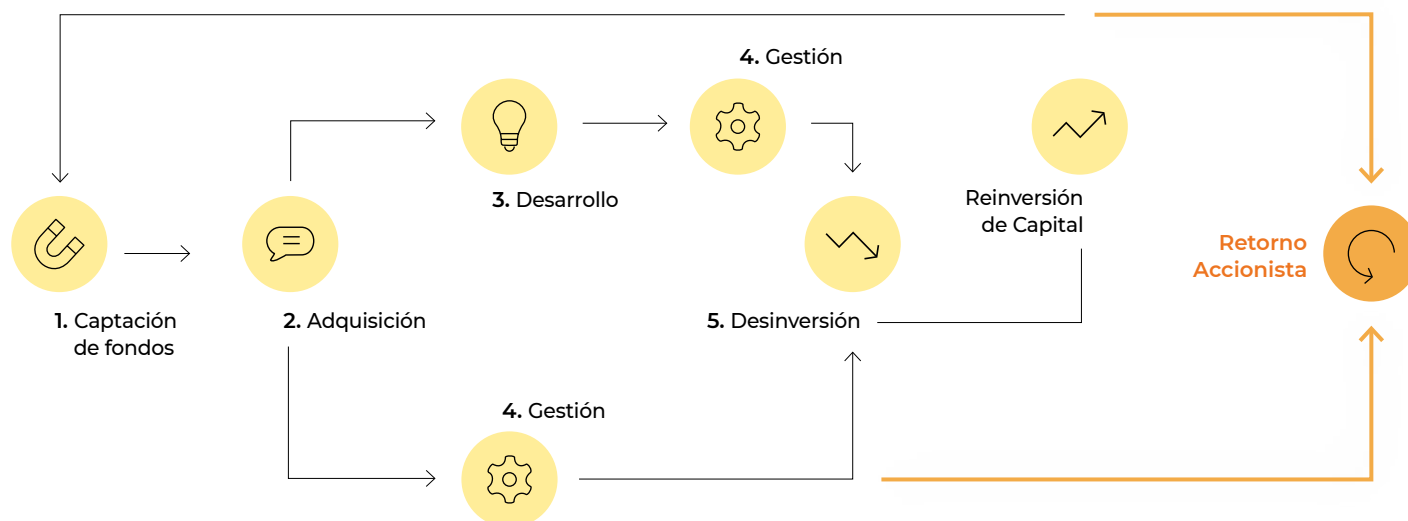 4. Gestión
3. Desarrollo
Reinversión
de Capital
Retorno
Accionista
1. Captación
de fondos
2. Adquisición
5. Desinversión
4. Gestión